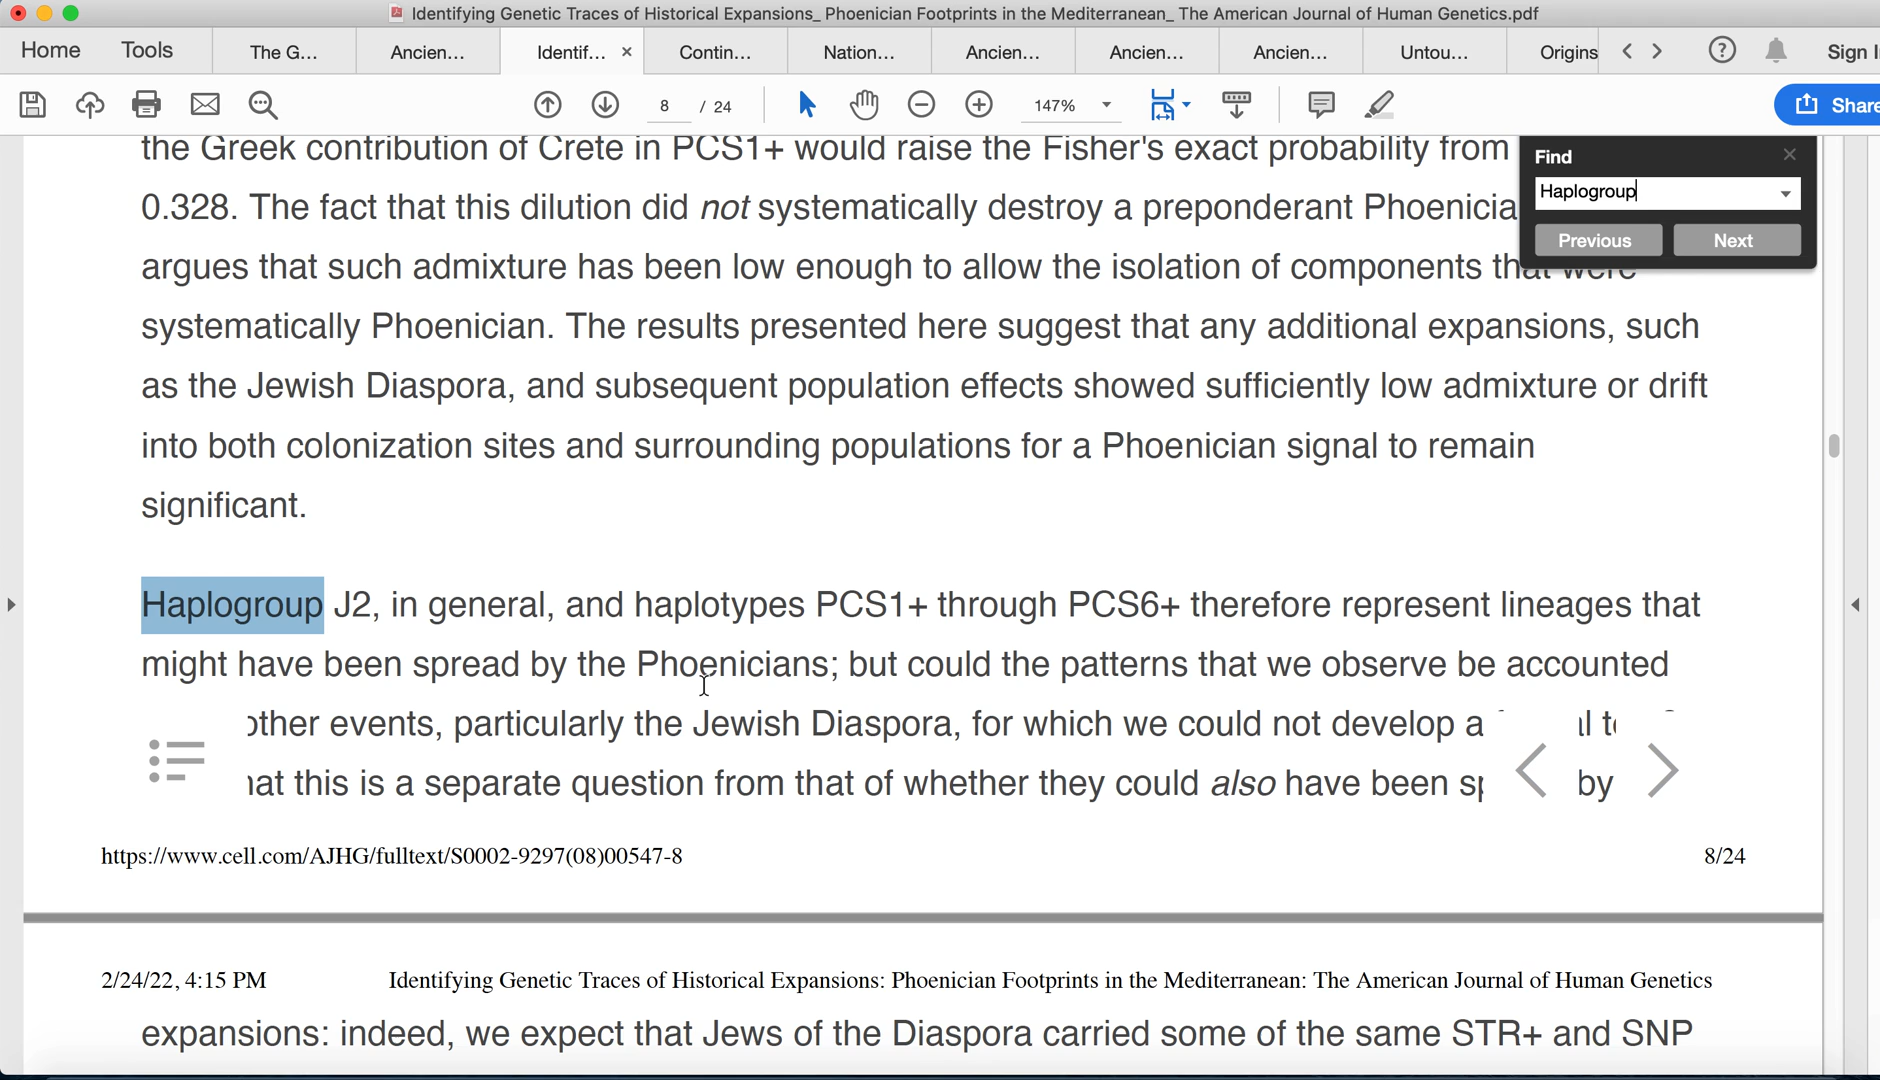 Identifying Genetic Traces of Historical Expansions_ Phoenician Footprints in the Mediterranean_ The American Journal of Human Genetics.pdf
Home Tools The G... Ancien... Identif... × Contin... Nation... Ancien... Ancien... Ancien... Untou... Origins ? Sign I
8 / 24 147% Share
the Greek contribution of Crete in PCS1+ would raise the Fisher's exact probability from
0.328. The fact that this dilution did not systematically destroy a preponderant Phoenicia
argues that such admixture has been low enough to allow the isolation of components that were
systematically Phoenician. The results presented here suggest that any additional expansions, such
as the Jewish Diaspora, and subsequent population effects showed sufficiently low admixture or drift
into both colonization sites and surrounding populations for a Phoenician signal to remain
significant.
Find
Haplogroup
Previous Next
Haplogroup J2, in general, and haplotypes PCS1+ through PCS6+ therefore represent lineages that
might have been spread by the Phoenicians; but could the patterns that we observe be accounted
other events, particularly the Jewish Diaspora, for which we could not develop a
hat this is a separate question from that of whether they could also have been sp by
https://www.cell.com/AJHG/fulltext/S0002-9297(08)00547-8 8/24
2/24/22, 4:15 PM Identifying Genetic Traces of Historical Expansions: Phoenician Footprints in the Mediterranean: The American Journal of Human Genetics
expansions: indeed, we expect that Jews of the Diaspora carried some of the same STR+ and SNP